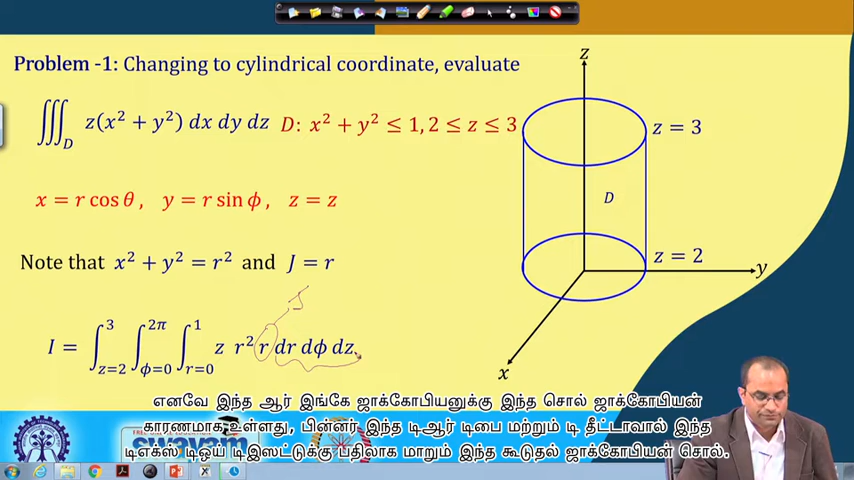 Problem -1: Changing to cylindrical coordinate, evaluate
∭_D z(x² + y²) dx dy dz D: x² + y² ≤ 1, 2 ≤ z ≤ 3
x = r cos θ , y = r sin ϕ , z = z
Note that x² + y² = r² and J = r
J
I = ∫_{z=2}^{3} ∫_{ϕ=0}^{2π} ∫_{r=0}^{1} z r² r dr dϕ dz
z
z = 3
D
z = 2
y
x
எனவே இந்த ஆர் இங்கே ஜாக்கோபியனுக்கு இந்த சொல் ஜாக்கோபியன்
காரணமாக உள்ளது, பின்னர் இந்த டிஆர் டிபை மற்றும் டி தீட்டாவால் இந்த
டிஎக்ஸ் டிஒய் டிஇஸட்டுக்கு பதிலாக மாறும் இந்த கூடுதல் ஜாக்கோபியன் சொல்.
swayam